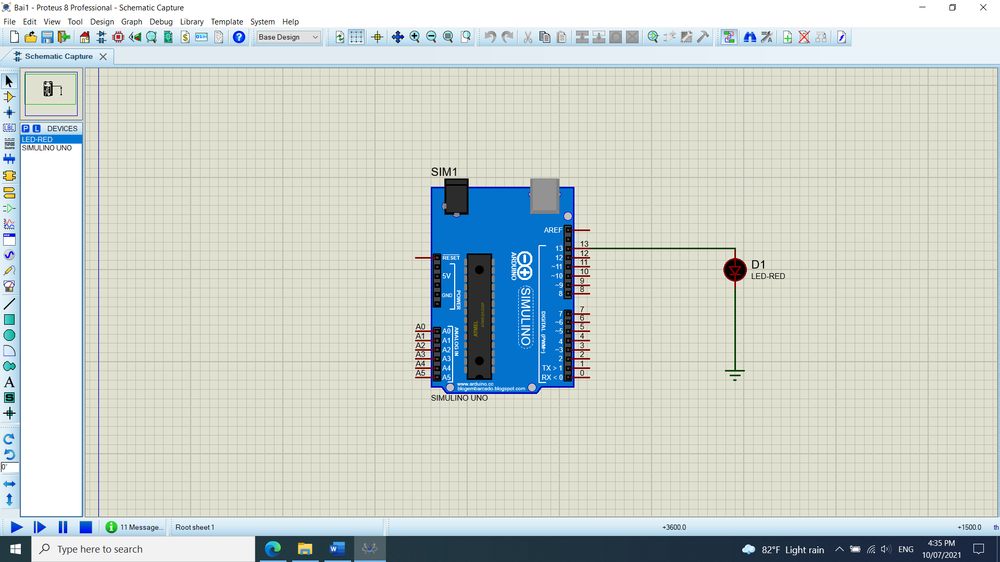 Bai1 - Proteus 8 Professional - Schematic Capture
File Edit View Tool Design Graph Debug Library Template System Help
Base Design
Schematic Capture
P L DEVICES
LED-RED
SIMULINO UNO
LBL
A
S
0°
SIM1
AREF
13 13
12 12
~11 11
~10 10
~9 9
8 8
RESET
5V
GND
POWER
ARDUINO
SIMULINO
ATMEL
ATMEGA328P
DIGITAL (PWM~)
7 7
~6 6
~5 5
4 4
~3 3
2 2
TX > 1 1
RX < 0 0
A0 A0
A1 A1
A2 A2
A3 A3
A4 A4
A5 A5
ANALOG IN
www.arduino.cc
blogembarcado.blogspot.com
SIMULINO UNO
D1
LED-RED
11 Message...
Root sheet 1
+3600.0
+1500.0
th
Type here to search
82°F Light rain
ENG
4:35 PM
10/07/2021